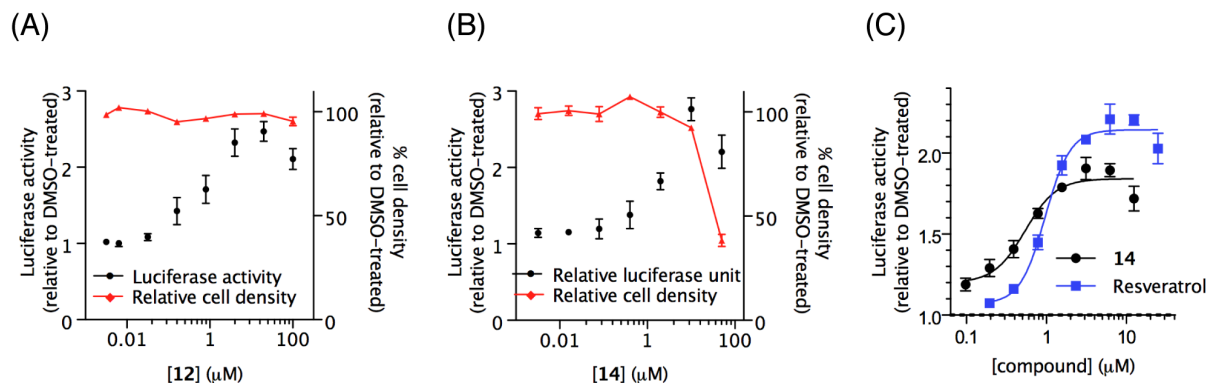 (A)
Luciferase activity
(relative to DMSO-treated)
3
2
1
0
100
50
0
% cell density
(relative to DMSO-treated)
Luciferase activity
Relative cell density
0.01
1
100
[12] (μM)
(B)
Luciferase activity
(relative to DMSO-treated)
3
2
1
0
100
50
0
% cell density
(relative to DMSO-treated)
Relative luciferase unit
Relative cell density
0.01
1
100
[14] (μM)
(C)
Luciferase acticity
(relative to DMSO-treated)
2.0
1.5
1.0
14
Resveratrol
0.1
1
10
[compound] (μM)